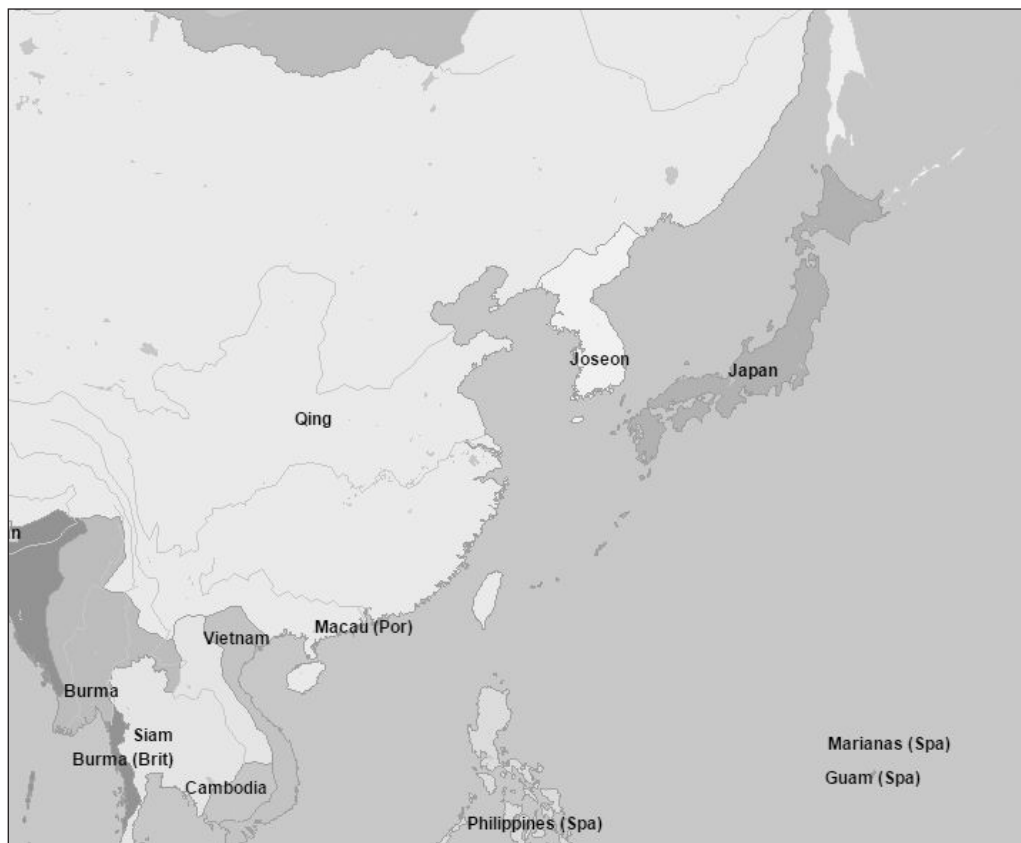 Joseon
Japan
Qing
n
Vietnam
Macau (Por)
Burma
Siam
Burma (Brit)
Cambodia
Marianas (Spa)
Guam (Spa)
Philippines (Spa)